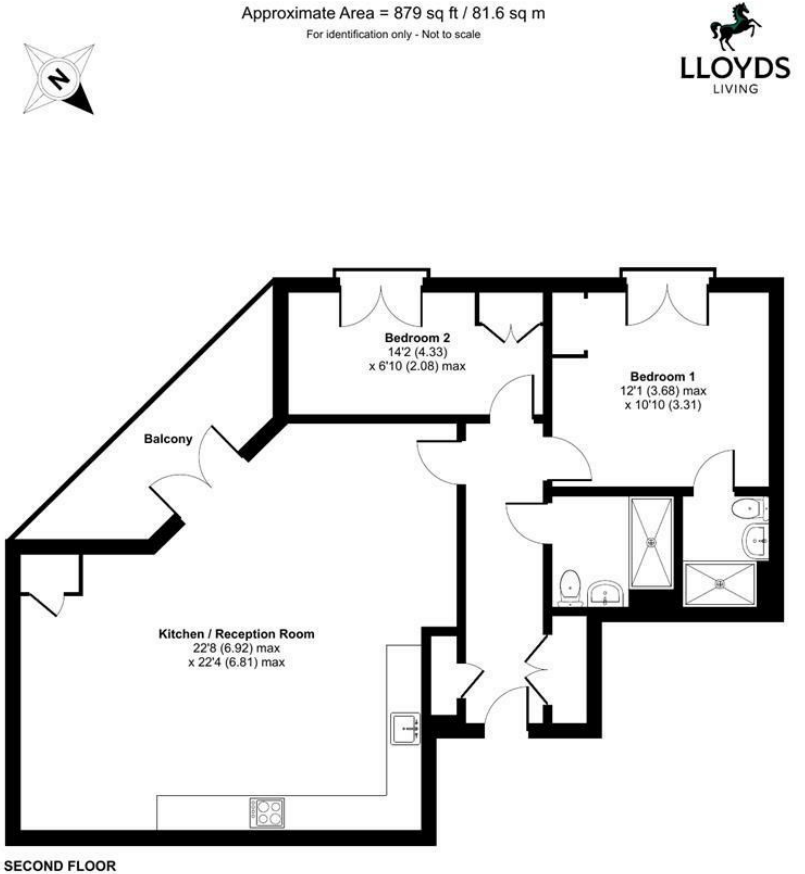 Approximate Area = 879 sq ft / 81.6 sq m
For identification only - Not to scale
N
LLOYDS
LIVING
Bedroom 2
14'2 (4.33)
x 6'10 (2.08) max
Bedroom 1
12'1 (3.68) max
x 10'10 (3.31)
Balcony
Kitchen / Reception Room
22'8 (6.92) max
x 22'4 (6.81) max
SECOND FLOOR